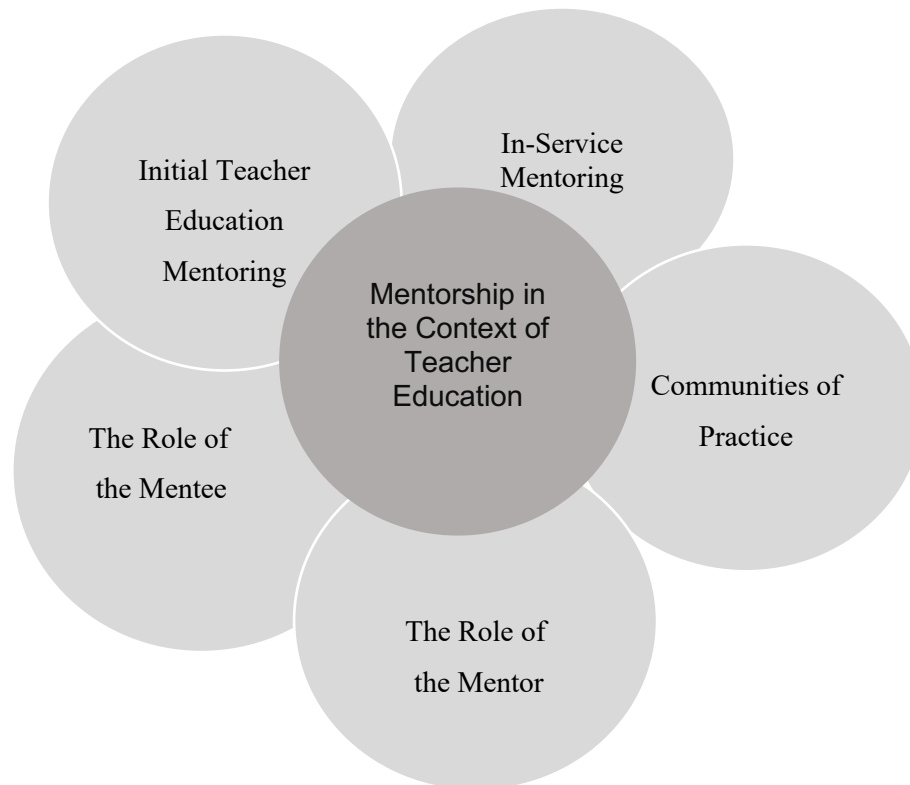 Initial Teacher
Education
Mentoring
In-Service
Mentoring
Mentorship in
the Context of
Teacher
Education
Communities of
Practice
The Role of
the Mentee
The Role of
the Mentor